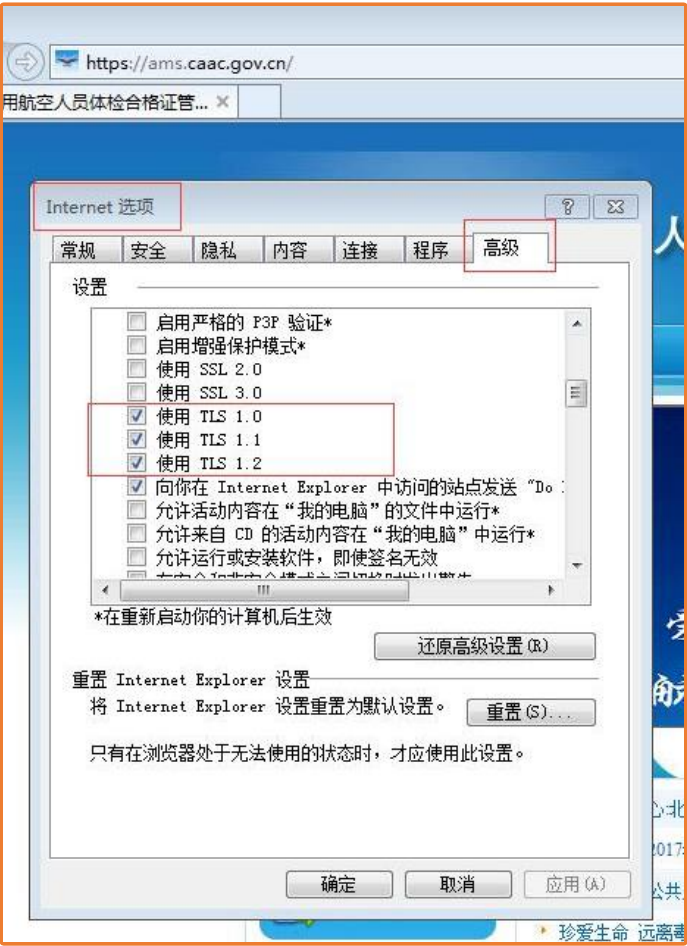 https://ams.caac.gov.cn/
用航空人员体检合格证管...
人
Internet 选项
常规 安全 隐私 内容 连接 程序 高级
设置
启用严格的 P3P 验证*
启用增强保护模式*
使用 SSL 2.0
使用 SSL 3.0
使用 TLS 1.0
使用 TLS 1.1
使用 TLS 1.2
向你在 Internet Explorer 中访问的站点发送 "Do
允许活动内容在“我的电脑”的文件中运行*
允许来自 CD 的活动内容在“我的电脑”中运行*
允许运行或安装软件，即使签名无效
*在重新启动你的计算机后生效
还原高级设置(R)
重置 Internet Explorer 设置
将 Internet Explorer 设置重置为默认设置。
重置(S)...
只有在浏览器处于无法使用的状态时，才应使用此设置。
心北
2017
公共
确定 取消 应用(A)
珍爱生命 远离毒